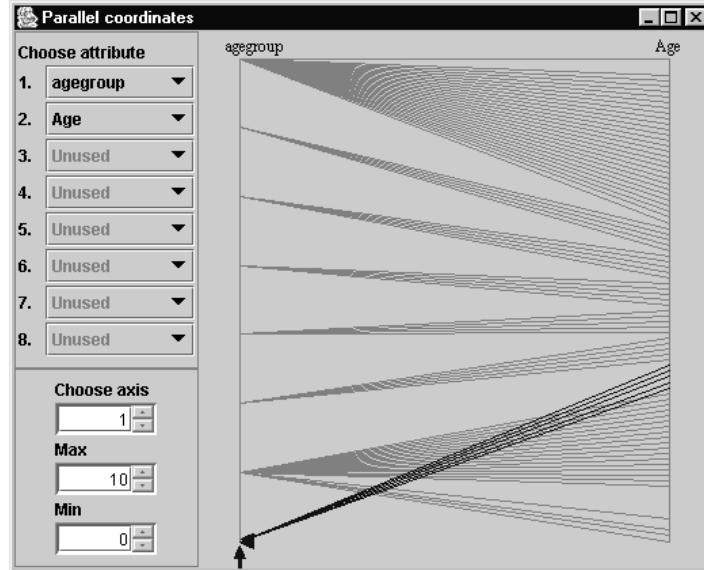 Parallel coordinates
Choose attribute
1. agegroup
2. Age
3. Unused
4. Unused
5. Unused
6. Unused
7. Unused
8. Unused
Choose axis
1
Max
10
Min
0
agegroup
Age